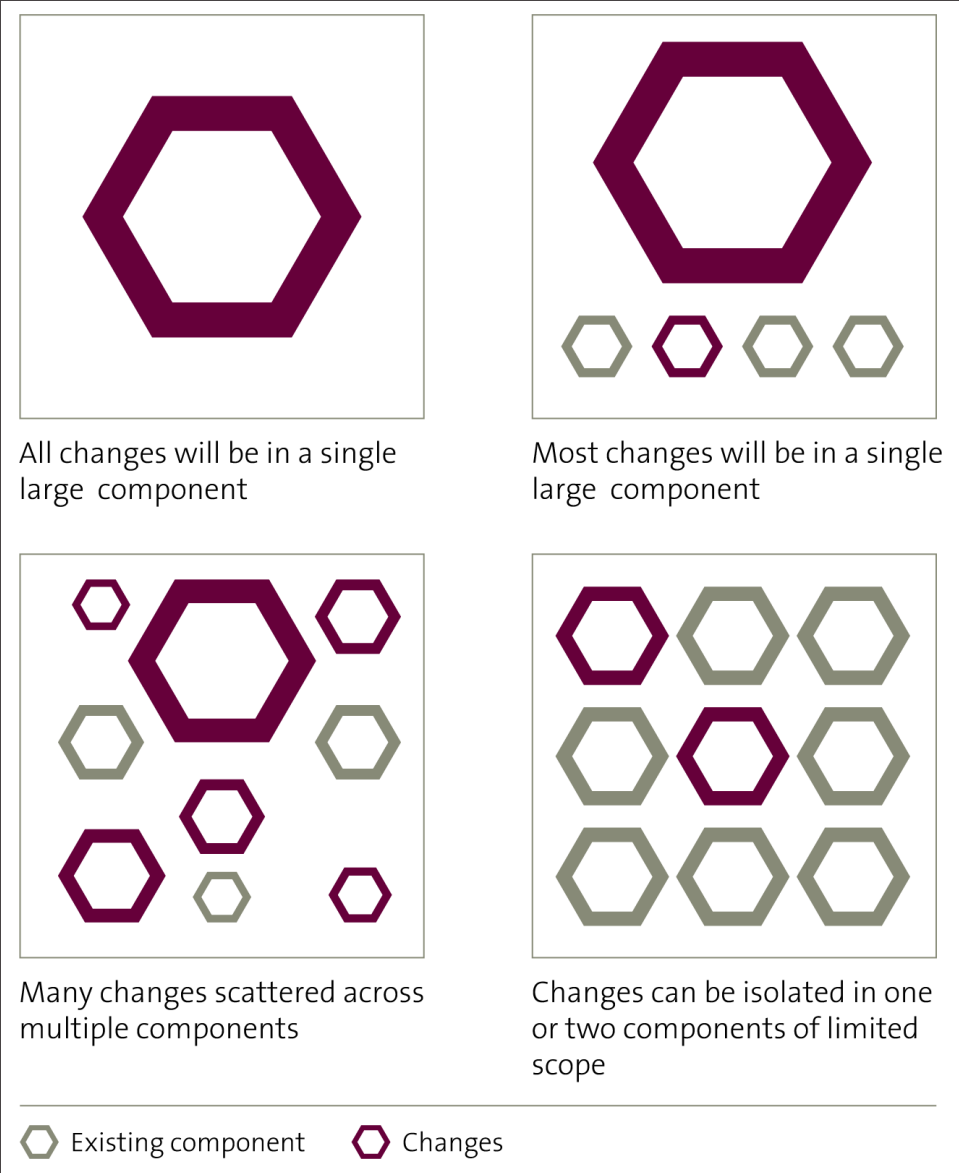 All changes will be in a single
large  component
Most changes will be in a single
large  component
Many changes scattered across
multiple components
Changes can be isolated in one
or two components of limited
scope
Existing component
Changes